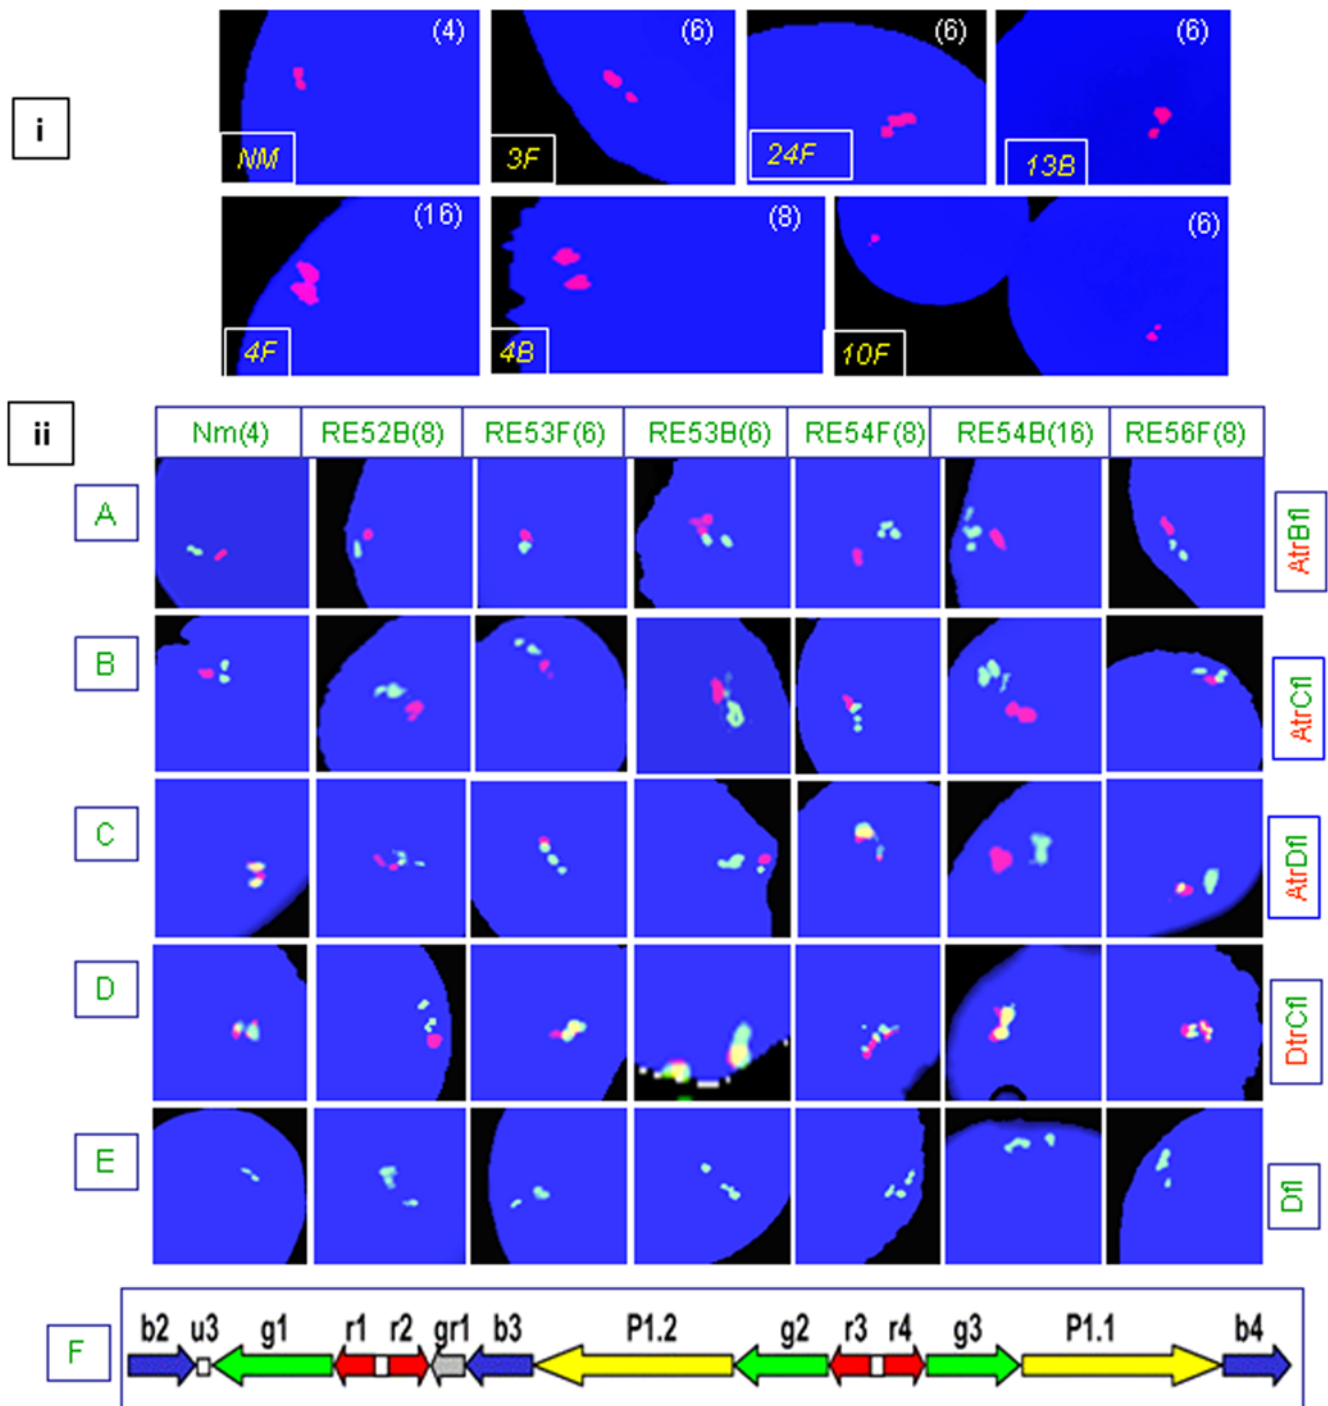 i
(4) (6) (6) (6)
NM 3F 24F 13B
(16) (8) (6)
4F 4B 10F
ii
Nm(4) RE52B(8) RE53F(6) RE53B(6) RE54F(8) RE54B(16) RE56F(8)
A AtrBfl
B AtrCfl
C AtrDfl
D DtrCfl
E Dfl
b2 u3 g1 r1 r2 gr1 b3 P1.2 g2 r3 r4 g3 P1.1 b4
F